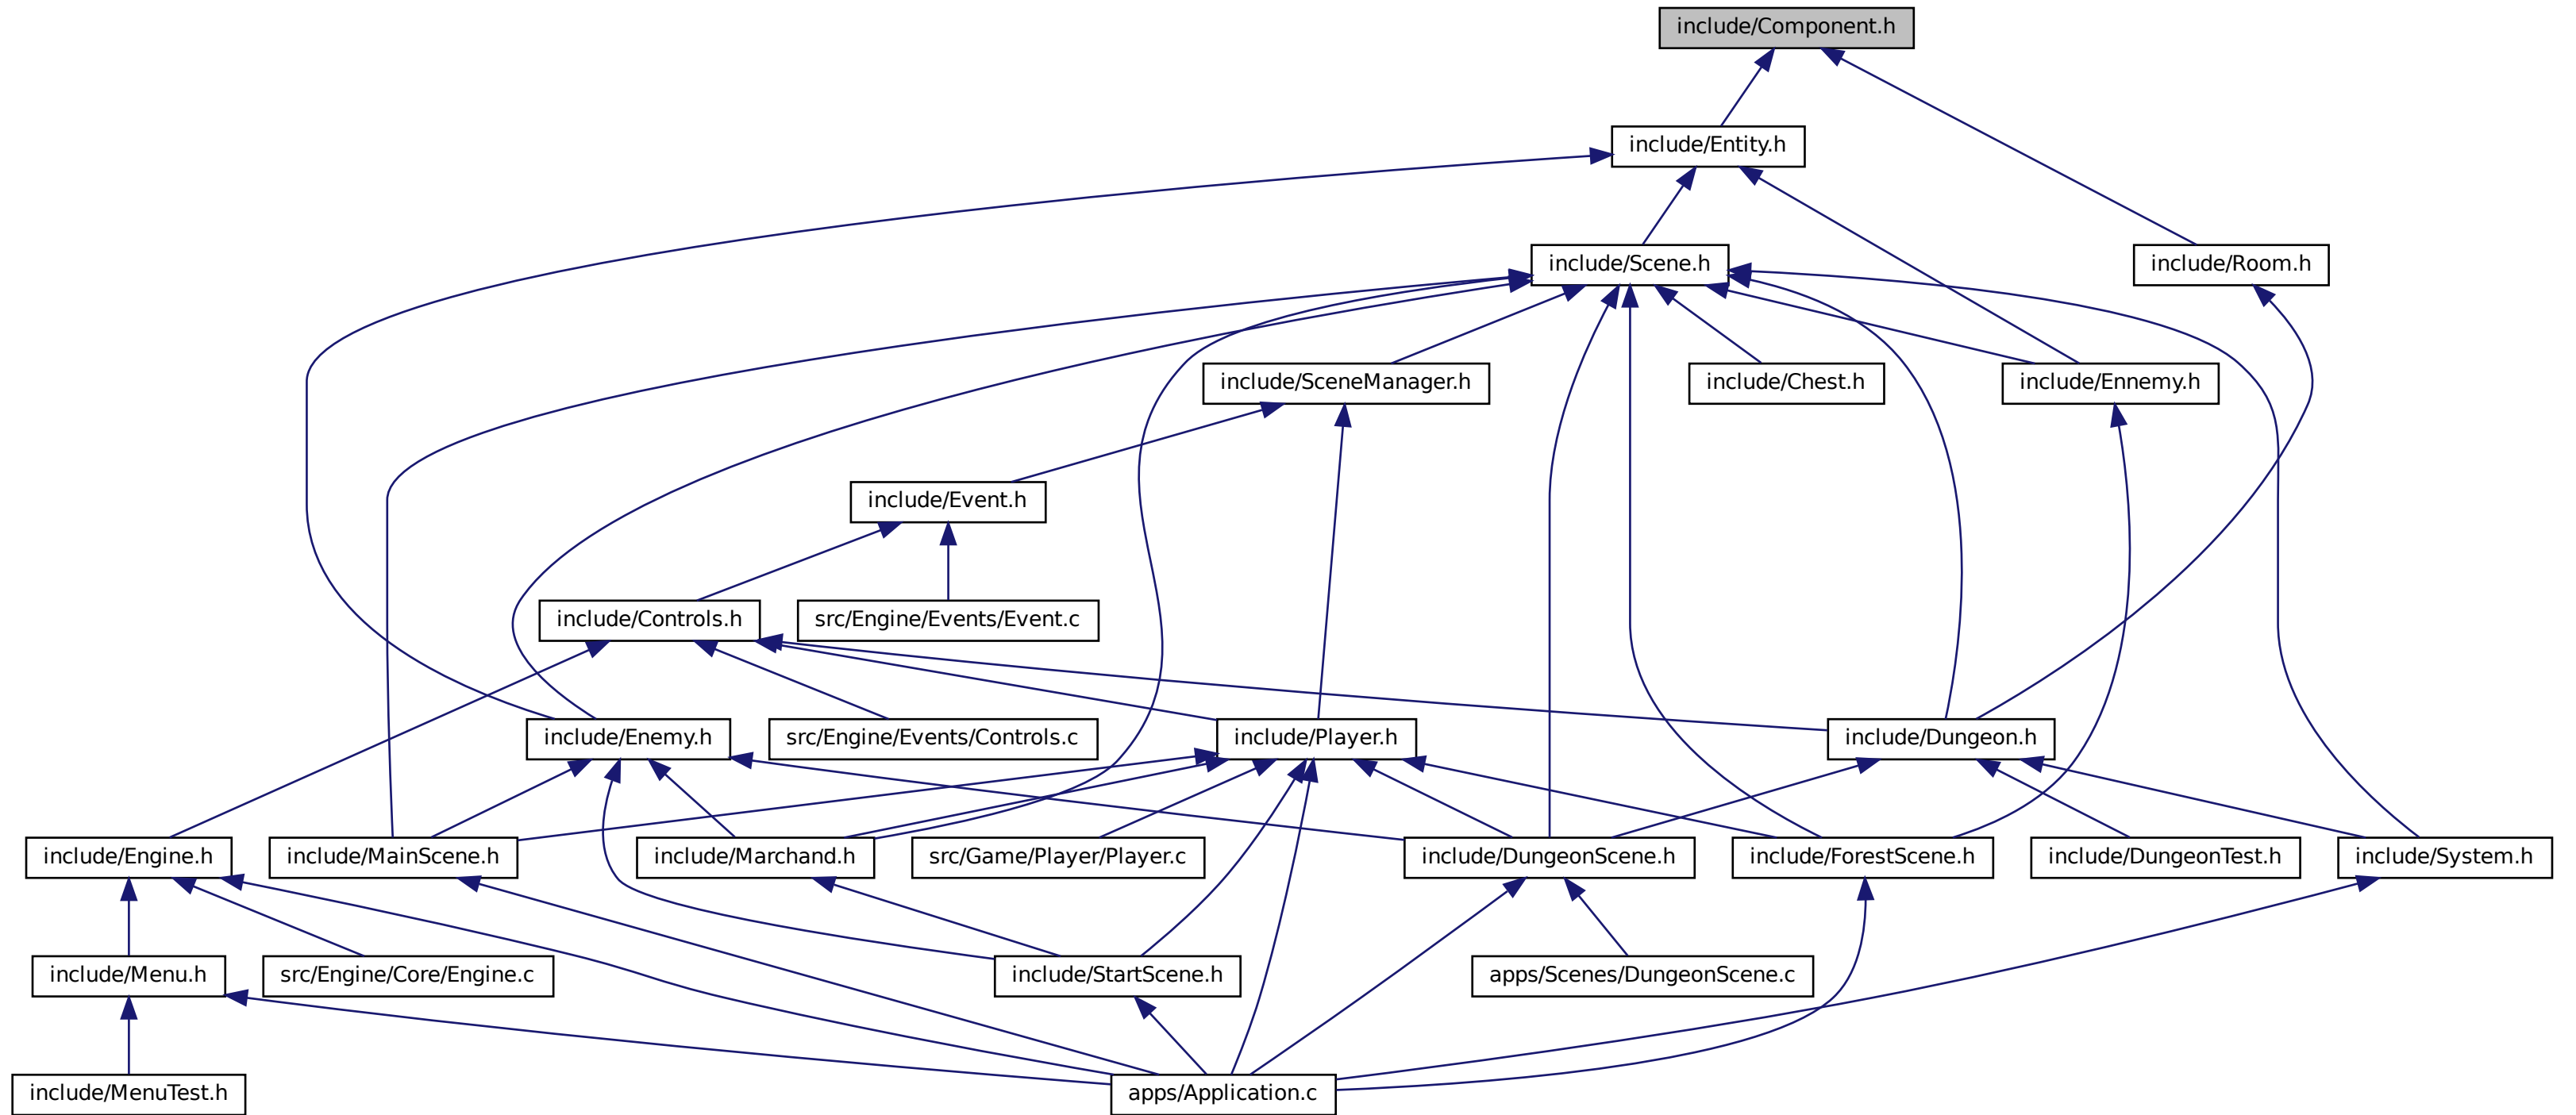 include/Component.h
include/Entity.h
include/Scene.h
include/Room.h
include/SceneManager.h
include/Chest.h
include/Ennemy.h
include/Event.h
include/Controls.h
src/Engine/Events/Event.c
include/Enemy.h
src/Engine/Events/Controls.c
include/Player.h
include/Dungeon.h
include/Engine.h
include/MainScene.h
include/Marchand.h
src/Game/Player/Player.c
include/DungeonScene.h
include/ForestScene.h
include/DungeonTest.h
include/System.h
include/Menu.h
src/Engine/Core/Engine.c
include/StartScene.h
apps/Scenes/DungeonScene.c
include/MenuTest.h
apps/Application.c